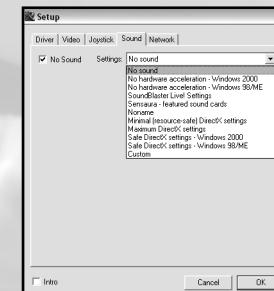 Setup
Driver Video Joystick Sound Network
No Sound Settings: No sound
No sound
No hardware acceleration - Windows 2000
No hardware acceleration - Windows 98/ME
SoundBlaster Live! Settings
Sensaura - featured sound cards
Noname
Minimal (resource-safe) DirectX settings
Maximum DirectX settings
Safe DirectX settings - Windows 2000
Safe DirectX settings - Windows 98/ME
Custom
Intro Cancel OK